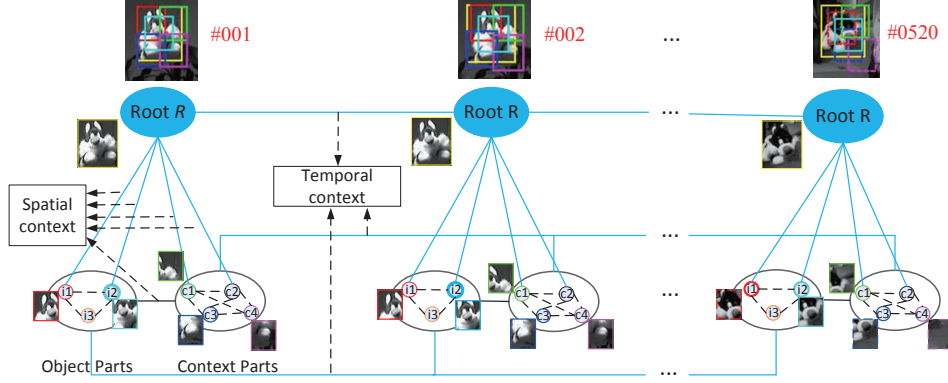 #001
#002
...
#0520
Root R
Root R
...
Root R
Temporal
context
Spatial
context
...
i1
i2
i3
c1
c2
c3
c4
i1
i2
i3
c1
c2
c3
c4
...
i1
i2
i3
c1
c2
c3
c4
Object Parts
Context Parts
...